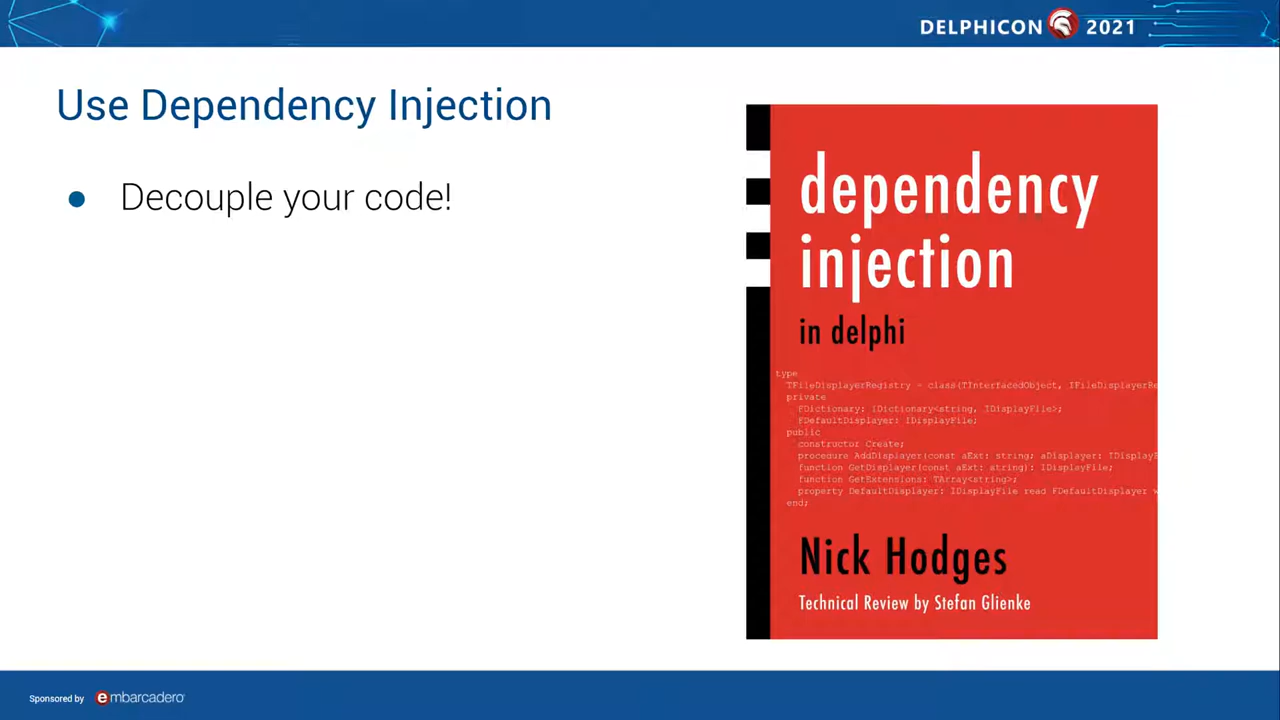 DELPHICON 2021
Use Dependency Injection
● Decouple your code!
dependency
injection
in delphi
type
TFileDisplayerRegistry = class(TInterfacedObject, IFileDisplayerRe
private
FDictionary: IDictionary<string, IDisplayFile>;
FDefaultDisplayer: IDisplayFile;
public
constructor Create;
procedure AddDisplayer(const aExt: string; aDisplayer: IDisplayF
function GetDisplayer(const aExt: string): IDisplayFile;
function GetExtensions: TArray<string>;
property DefaultDisplayer: IDisplayFile read FDefaultDisplayer w
end;
Nick Hodges
Technical Review by Stefan Glienke
Sponsored by embarcadero